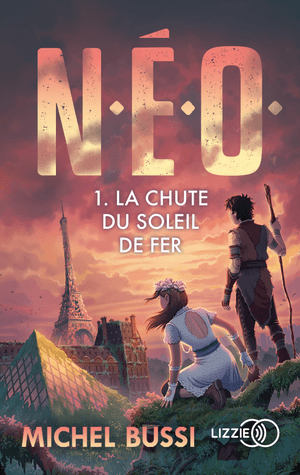 N·É·O·
1. LA CHUTE
DU SOLEIL
DE FER
MICHEL BUSSI
LIZZIE